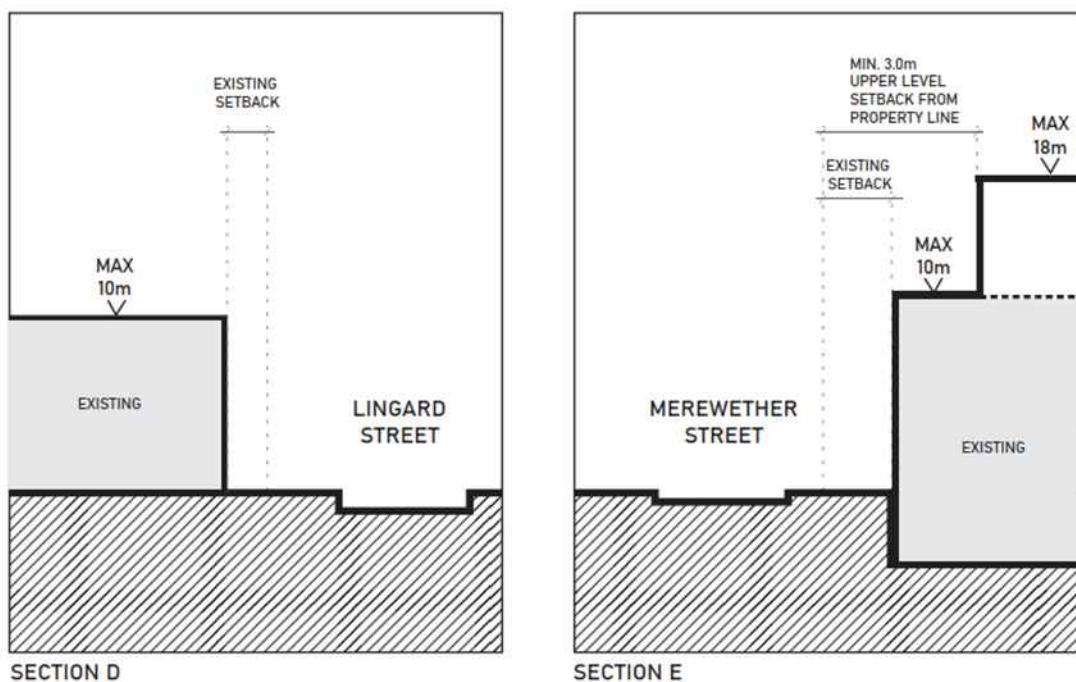 EXISTING
SETBACK
MAX
10m
EXISTING
LINGARD
STREET
SECTION D
MIN. 3.0m
UPPER LEVEL
SETBACK FROM
PROPERTY LINE
MAX
18m
EXISTING
SETBACK
MAX
10m
MEREWETHER
STREET
EXISTING
SECTION E